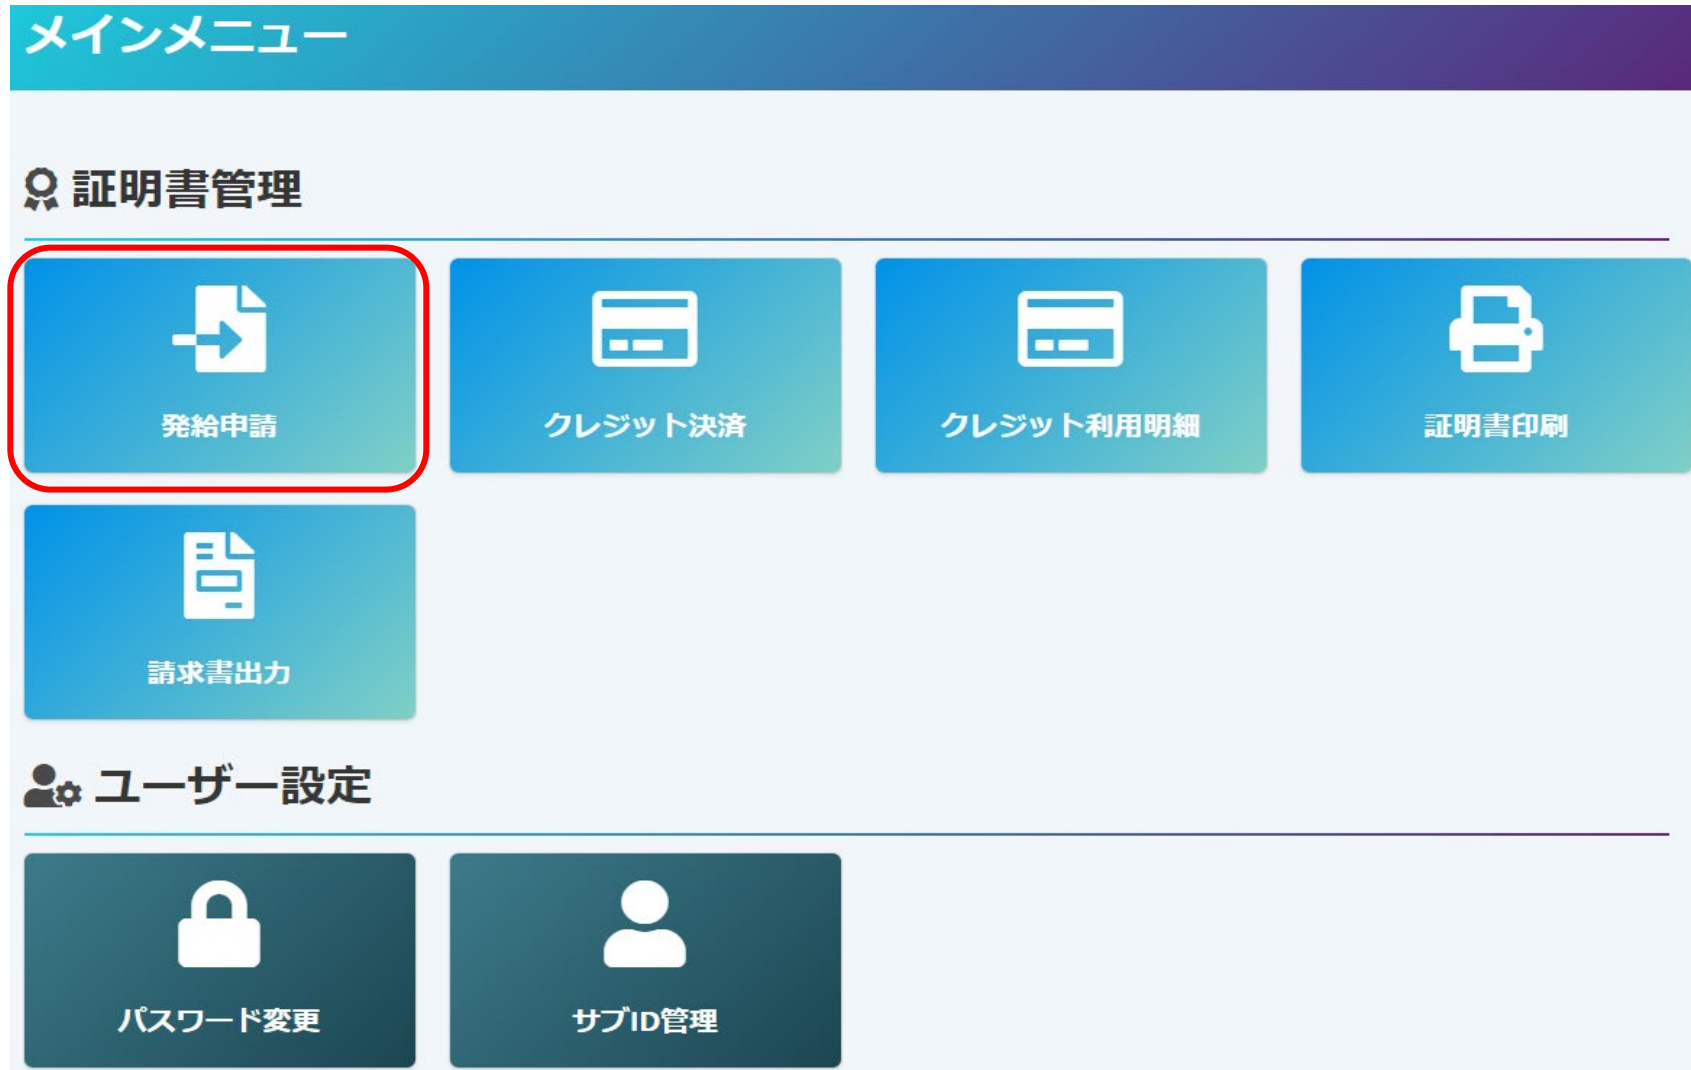 メインメニュー
証明書管理
発給申請
クレジット決済
クレジット利用明細
証明書印刷
請求書出力
ユーザー設定
パスワード変更
サブID管理